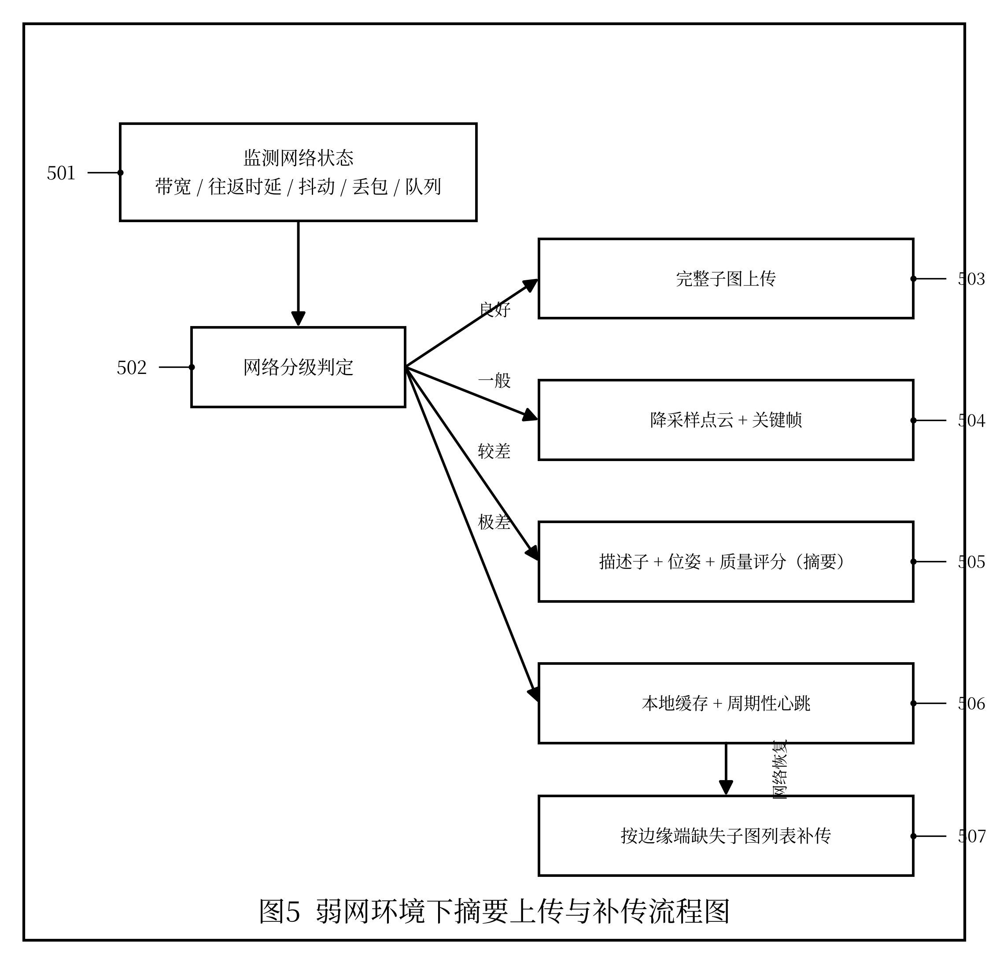 监测网络状态
501
带宽 / 往返时延 / 抖动 / 丢包 / 队列
完整子图上传
503
良好
502
网络分级判定
一般
降采样点云 + 关键帧
504
较差
极差
描述子 + 位姿 + 质量评分（摘要）
505
本地缓存 + 周期性心跳
506
网络恢复
按边缘端缺失子图列表补传
507
图5 弱网环境下摘要上传与补传流程图